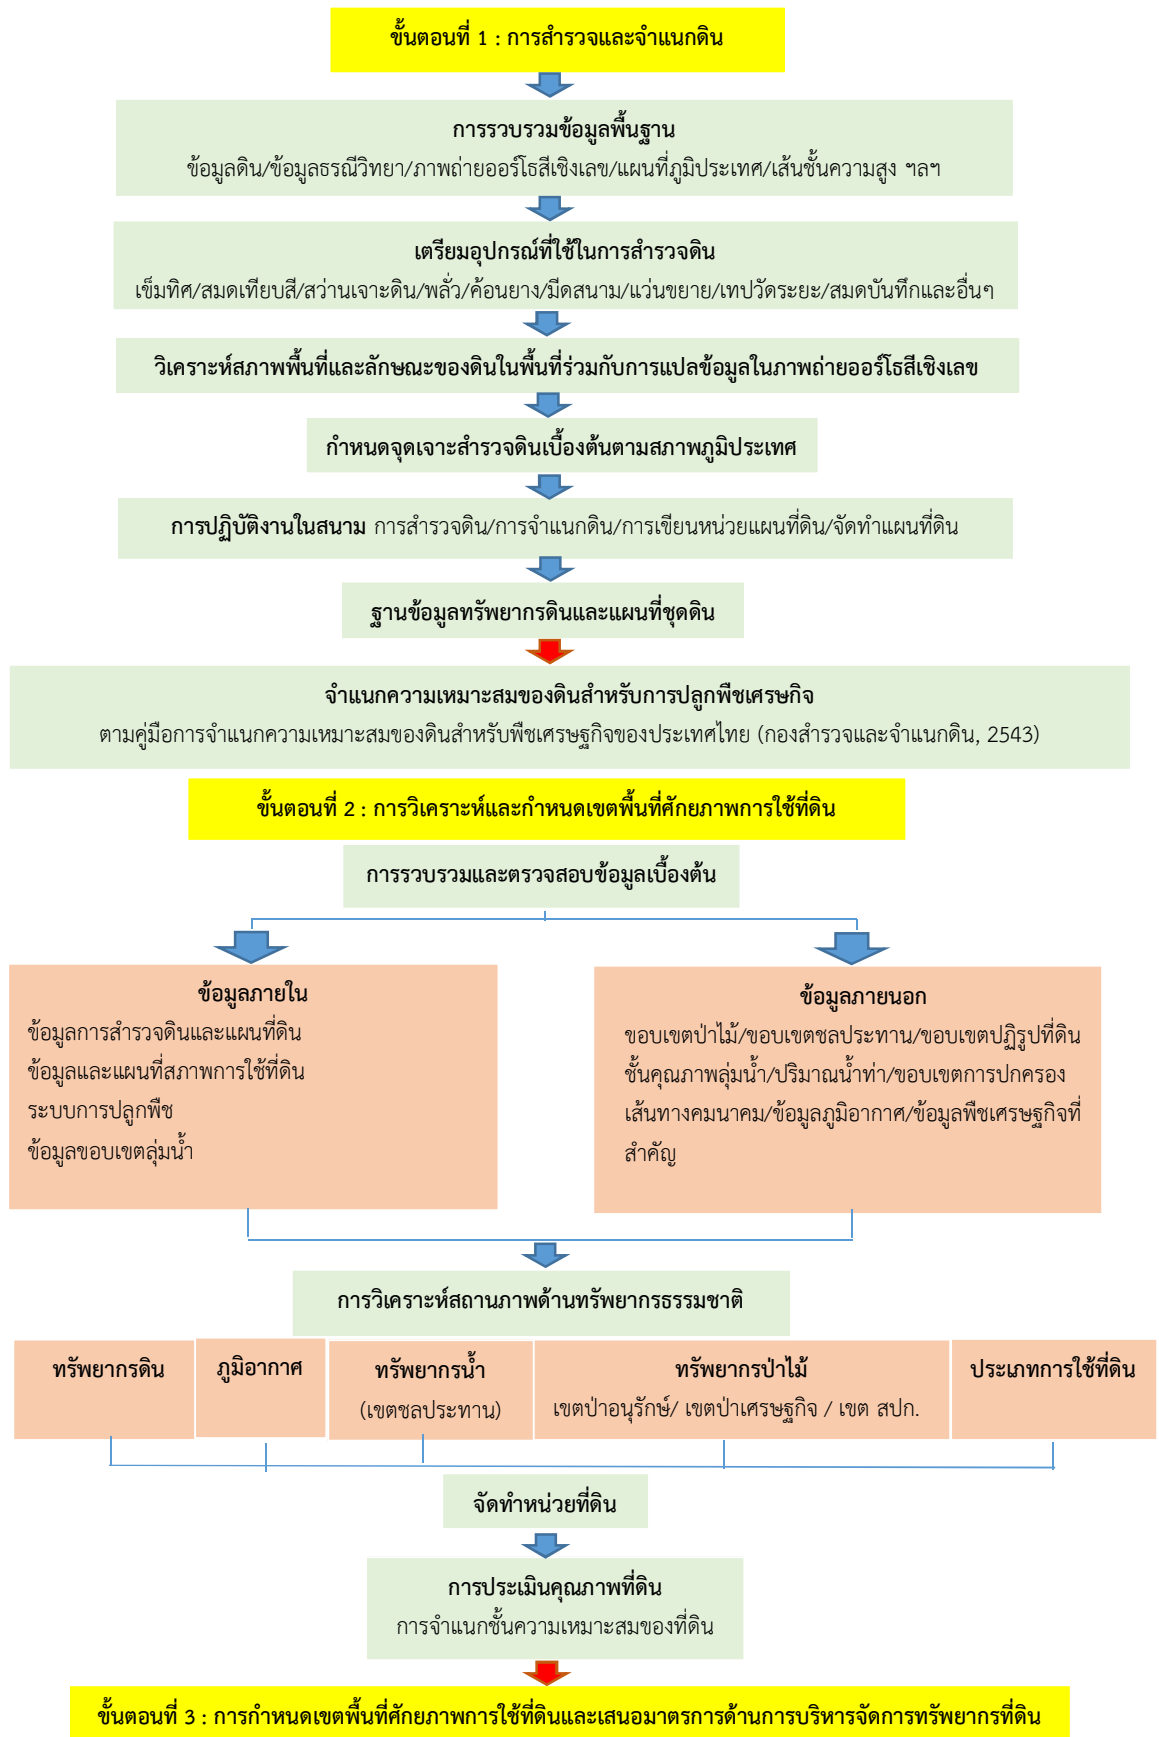 ขั้นตอนที่ 1 : การสำรวจและจำแนกดิน
การรวบรวมข้อมูลพื้นฐาน
ข้อมูลดิน/ข้อมูลธรณีวิทยา/ภาพถ่ายออร์โธสีเชิงเลข/แผนที่ภูมิประเทศ/เส้นชั้นความสูง ฯลฯ
เตรียมอุปกรณ์ที่ใช้ในการสำรวจดิน
เข็มทิศ/สมดเทียบสี/สว่านเจาะดิน/พลั่ว/ค้อนยาง/มีดสนาม/แว่นขยาย/เทปวัดระยะ/สมดบันทึกและอื่นๆ
วิเคราะห์สภาพพื้นที่และลักษณะของดินในพื้นที่ร่วมกับการแปลข้อมูลในภาพถ่ายออร์โธสีเชิงเลข
กำหนดจุดเจาะสำรวจดินเบื้องต้นตามสภาพภูมิประเทศ
การปฏิบัติงานในสนาม การสำรวจดิน/การจำแนกดิน/การเขียนหน่วยแผนที่ดิน/จัดทำแผนที่ดิน
ฐานข้อมูลทรัพยากรดินและแผนที่ชุดดิน
จำแนกความเหมาะสมของดินสำหรับการปลูกพืชเศรษฐกิจ
ตามคู่มือการจำแนกความเหมาะสมของดินสำหรับพืชเศรษฐกิจของประเทศไทย (กองสำรวจและจำแนกดิน, 2543)
ขั้นตอนที่ 2 : การวิเคราะห์และกำหนดเขตพื้นที่ศักยภาพการใช้ที่ดิน
การรวบรวมและตรวจสอบข้อมูลเบื้องต้น
ข้อมูลภายใน
ข้อมูลการสำรวจดินและแผนที่ดิน
ข้อมูลและแผนที่สภาพการใช้ที่ดิน
ระบบการปลูกพืช
ข้อมูลขอบเขตลุ่มน้ำ
ข้อมูลภายนอก
ขอบเขตป่าไม้/ขอบเขตชลประทาน/ขอบเขตปฏิรูปที่ดิน
ชั้นคุณภาพลุ่มน้ำ/ปริมาณน้ำท่า/ขอบเขตการปกครอง
เส้นทางคมนาคม/ข้อมูลภูมิอากาศ/ข้อมูลพืชเศรษฐกิจที่
สำคัญ
การวิเคราะห์สถานภาพด้านทรัพยากรธรรมชาติ
ทรัพยากรดิน
ภูมิอากาศ
ทรัพยากรน้ำ
(เขตชลประทาน)
ทรัพยากรป่าไม้
เขตป่าอนุรักษ์/ เขตป่าเศรษฐกิจ / เขต สปก.
ประเภทการใช้ที่ดิน
จัดทำหน่วยที่ดิน
การประเมินคุณภาพที่ดิน
การจำแนกชั้นความเหมาะสมของที่ดิน
ขั้นตอนที่ 3 : การกำหนดเขตพื้นที่ศักยภาพการใช้ที่ดินและเสนอมาตรการด้านการบริหารจัดการทรัพยากรที่ดิน